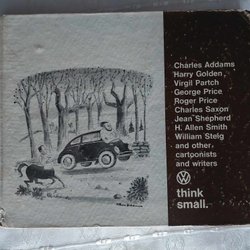 Charles Addams
Harry Golden
Virgil Partch
George Price
Roger Price
Charles Saxon
Jean Shepherd
H. Allen Smith
William Steig
and other
cartoonists
and writers
think
small.